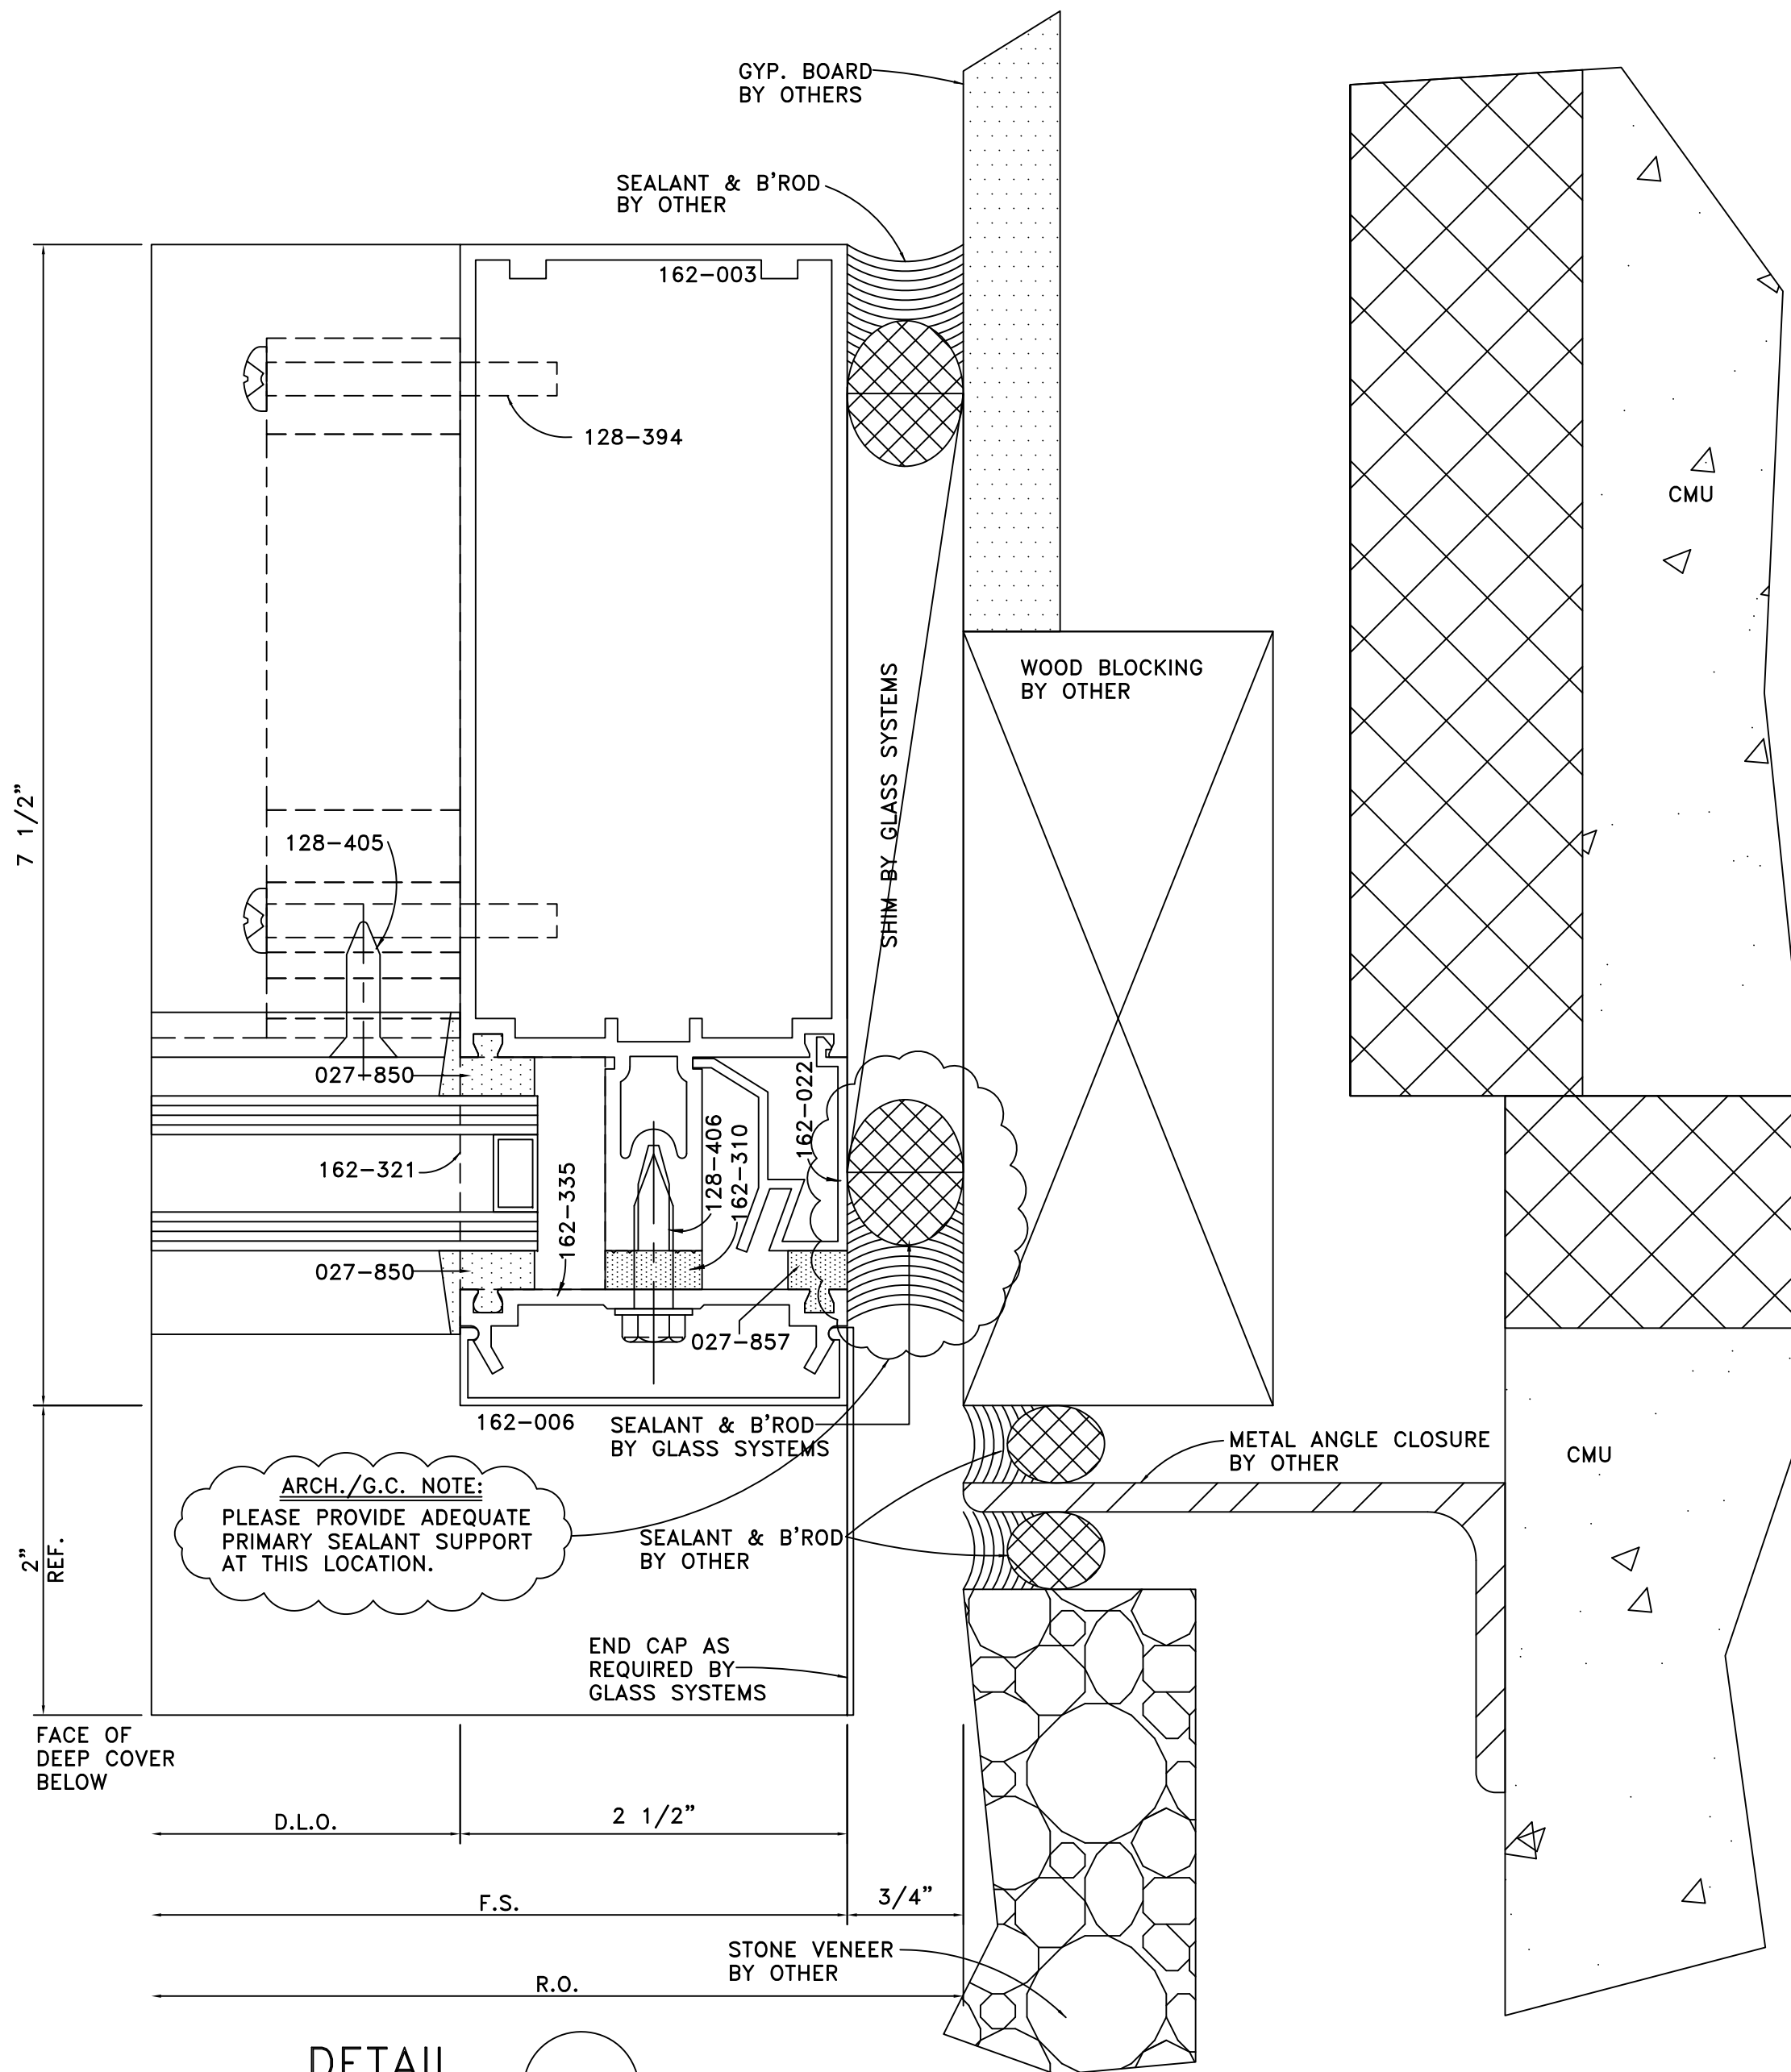 GYP. BOARD
BY OTHERS
SEALANT & B'ROD
BY OTHER
162-003
128-394
CMU
WOOD BLOCKING
BY OTHER
SHIM BY GLASS SYSTEMS
7 1/2"
128-405
027-850
162-022
128-406
162-310
162-321
162-335
027-850
027-857
162-006
SEALANT & B'ROD
BY GLASS SYSTEMS
METAL ANGLE CLOSURE
BY OTHER
CMU
ARCH./G.C. NOTE:
PLEASE PROVIDE ADEQUATE
PRIMARY SEALANT SUPPORT
AT THIS LOCATION.
SEALANT & B'ROD
BY OTHER
2"
REF.
END CAP AS
REQUIRED BY
GLASS SYSTEMS
FACE OF
DEEP COVER
BELOW
D.L.O.
2 1/2"
F.S.
3/4"
STONE VENEER
BY OTHER
R.O.
DETAIL